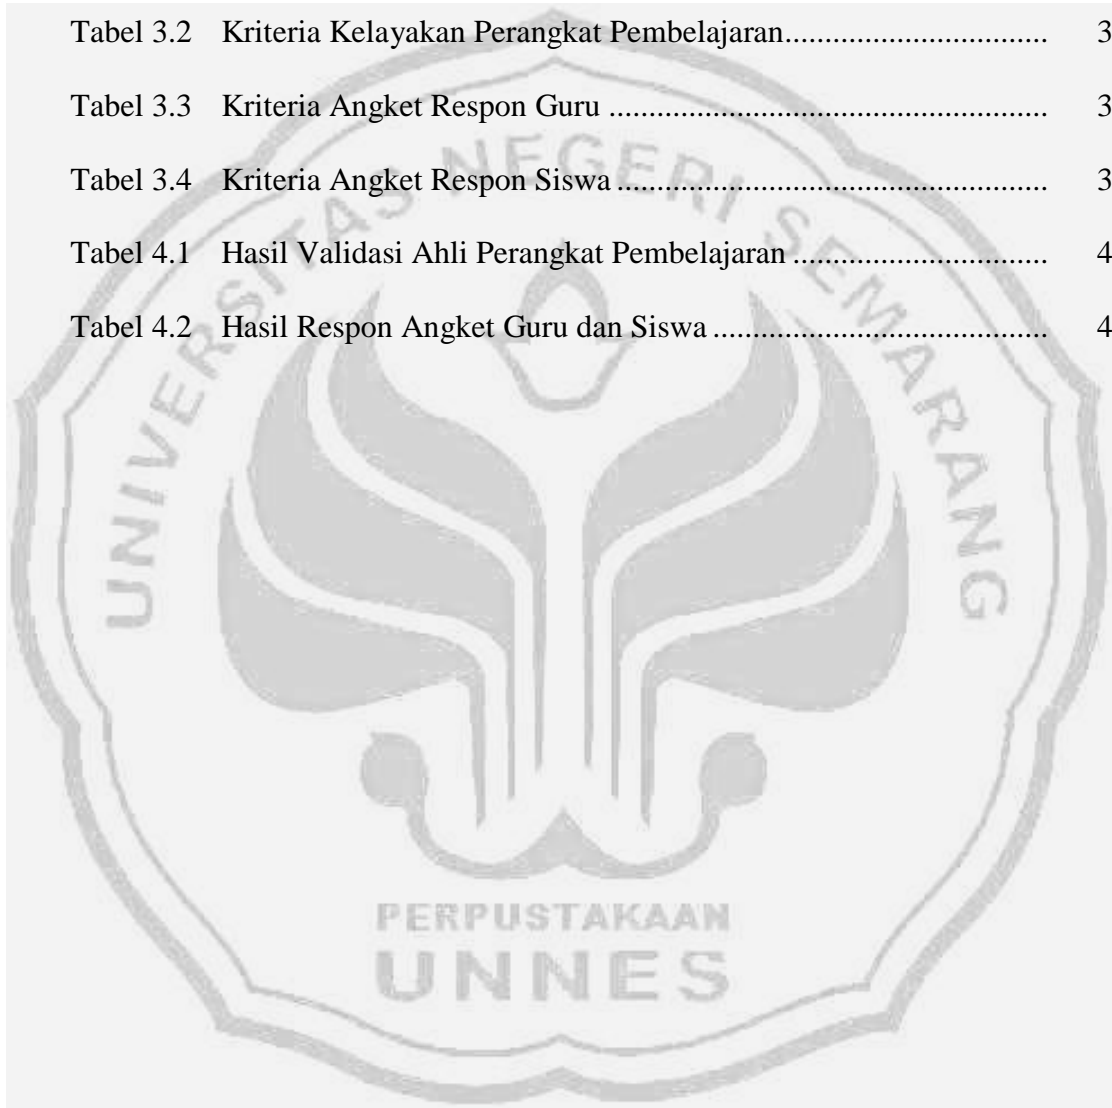 Tabel 3.2 Kriteria Kelayakan Perangkat Pembelajaran................................ 3
Tabel 3.3 Kriteria Angket Respon Guru ..................................................... 3
Tabel 3.4 Kriteria Angket Respon Siswa .................................................... 3
Tabel 4.1 Hasil Validasi Ahli Perangkat Pembelajaran ............................... 4
Tabel 4.2 Hasil Respon Angket Guru dan Siswa ......................................... 4
UNIVERSITAS NEGERI SEMARANG
PERPUSTAKAAN
UNNES